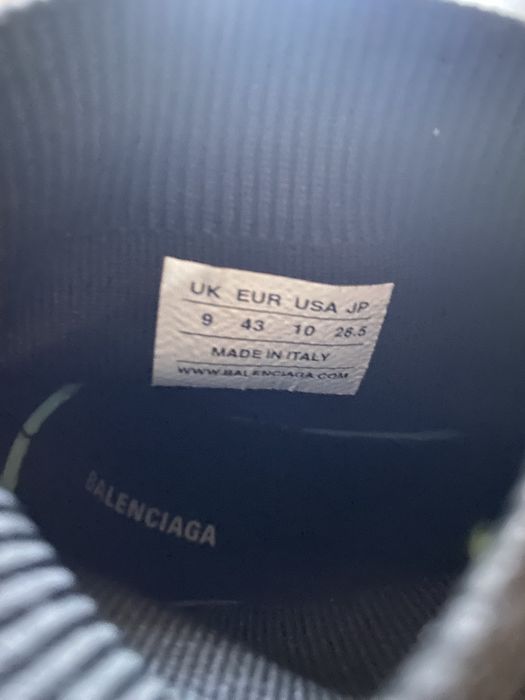 UK EUR USA JP
9 43 10 28.5
MADE IN ITALY
WWW.BALENCIAGA.COM
BALENCIAGA